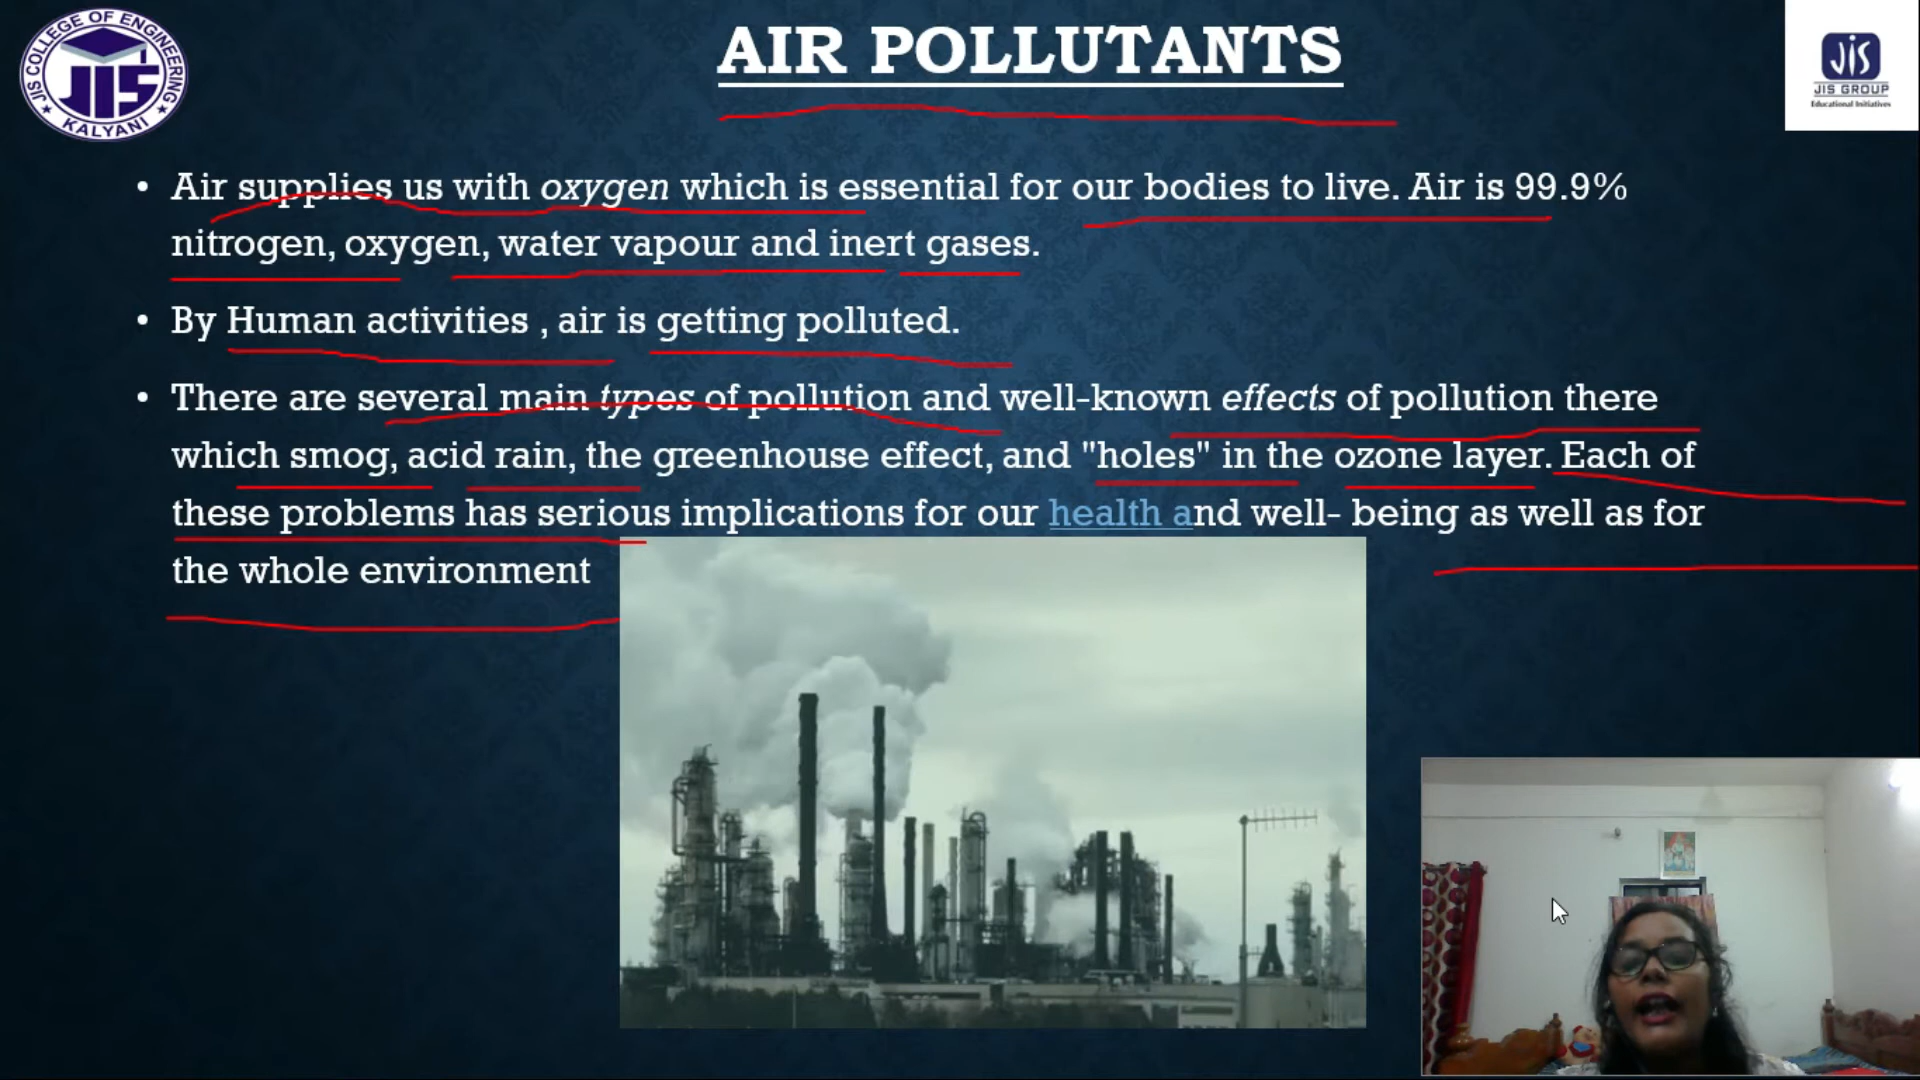 JIS COLLEGE OF ENGINEERING
JIS
KALYANI
AIR POLLUTANTS
JIS
JIS GROUP
Educational Initiatives
• Air supplies us with oxygen which is essential for our bodies to live. Air is 99.9%
nitrogen, oxygen, water vapour and inert gases.
• By Human activities , air is getting polluted.
• There are several main types of pollution and well-known effects of pollution there
which smog, acid rain, the greenhouse effect, and "holes" in the ozone layer. Each of
these problems has serious implications for our health and well- being as well as for
the whole environment